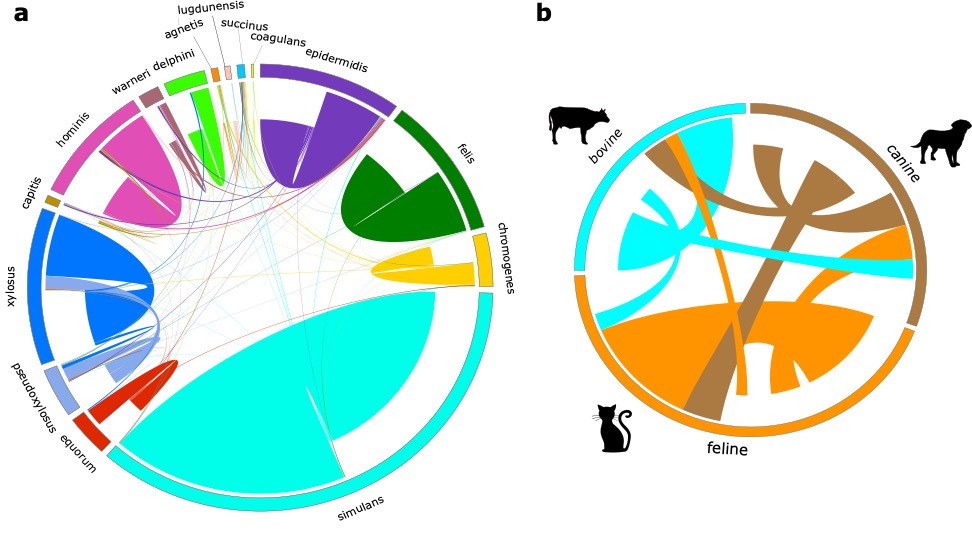 a
b
lugdunensis
agnetis
succinus
coagulans
warneri
delphini
epidermidis
hominis
felis
capitis
chromogenes
xylosus
pseudoxylosus
equorum
simulans
bovine
canine
feline